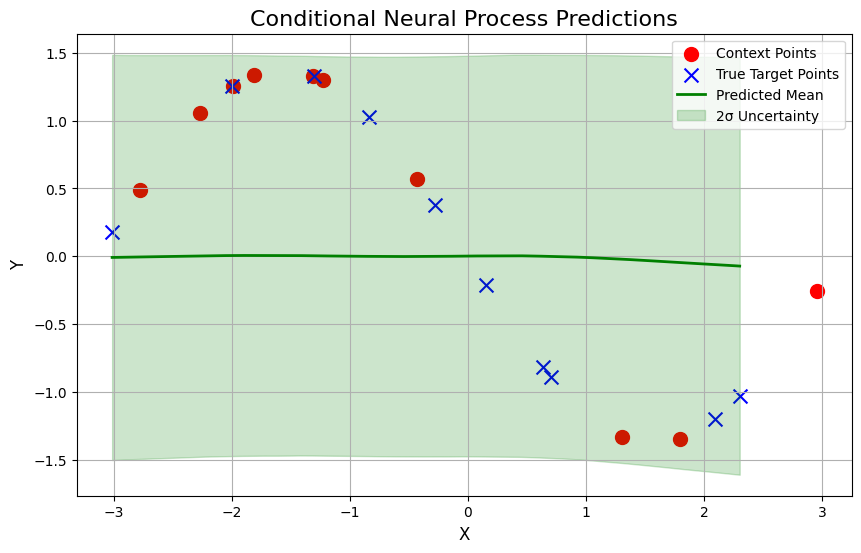 Conditional Neural Process Predictions
Context Points
True Target Points
Predicted Mean
2σ Uncertainty
1.5
1.0
0.5
0.0
−0.5
−1.0
−1.5
Y
−3
−2
−1
0
1
2
3
X